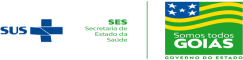 SUS
SES
Secretaria de
Estado da
Saúde
Somos todos
GOIÁS
GOVERNO DO ESTADO